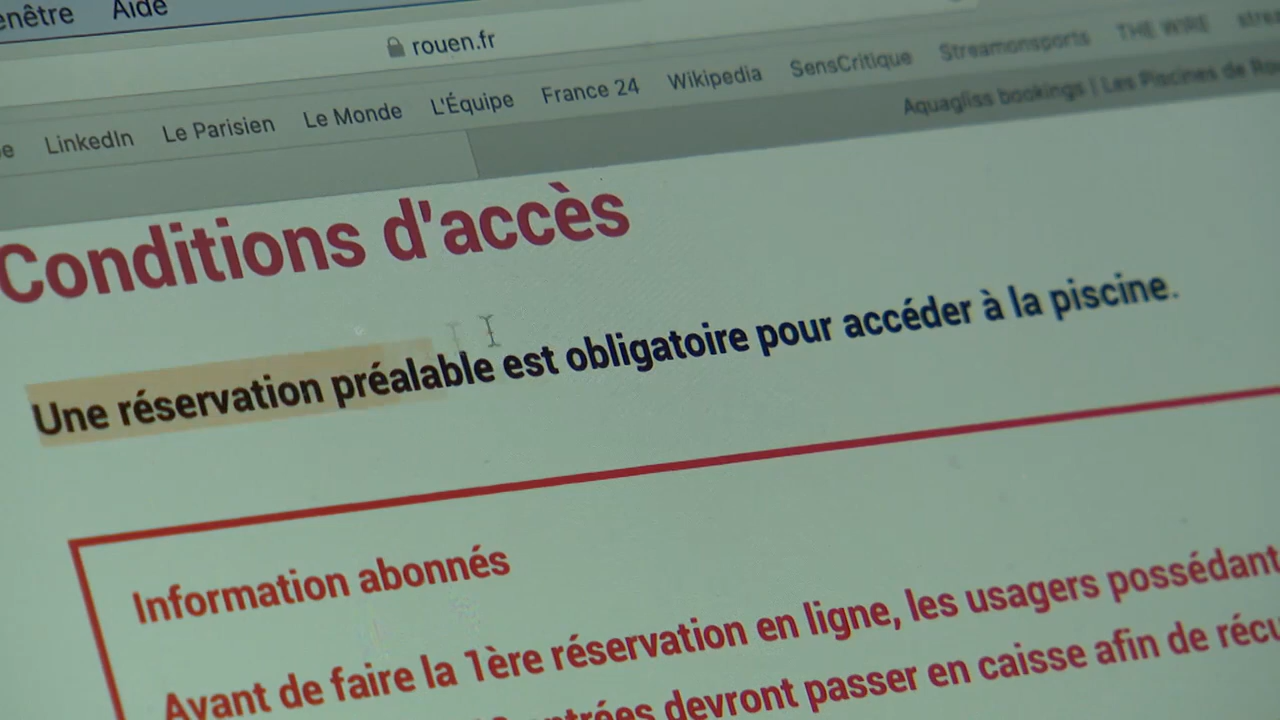 Aide
rouen.fr
LinkedIn Le Parisien Le Monde L'Équipe France 24 Wikipedia SensCritique Streamonsports THE WIRE
Aquagliss bookings | Les Piscines de
Conditions d'accès
Une réservation préalable est obligatoire pour accéder à la piscine.
Information abonnés
Avant de faire la 1ère réservation en ligne, les usagers possédant
devront passer en caisse afin de